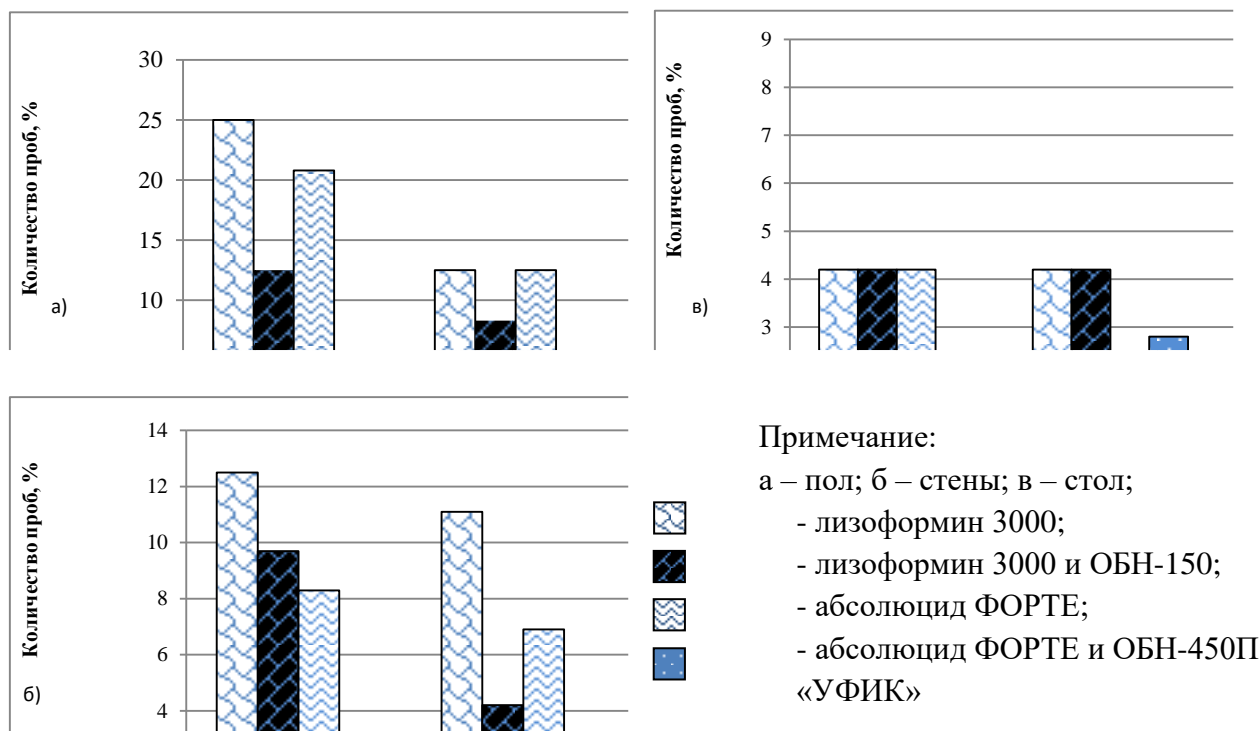 Количество проб, %
30
25
20
15
10
а)
Количество проб, %
9
8
7
6
5
4
3
в)
Количество проб, %
14
12
10
8
6
4
б)
Примечание:
а – пол; б – стены; в – стол;
- лизоформин 3000;
- лизоформин 3000 и ОБН-150;
- абсолюцид ФОРТЕ;
- абсолюцид ФОРТЕ и ОБН-450П
«УФИК»